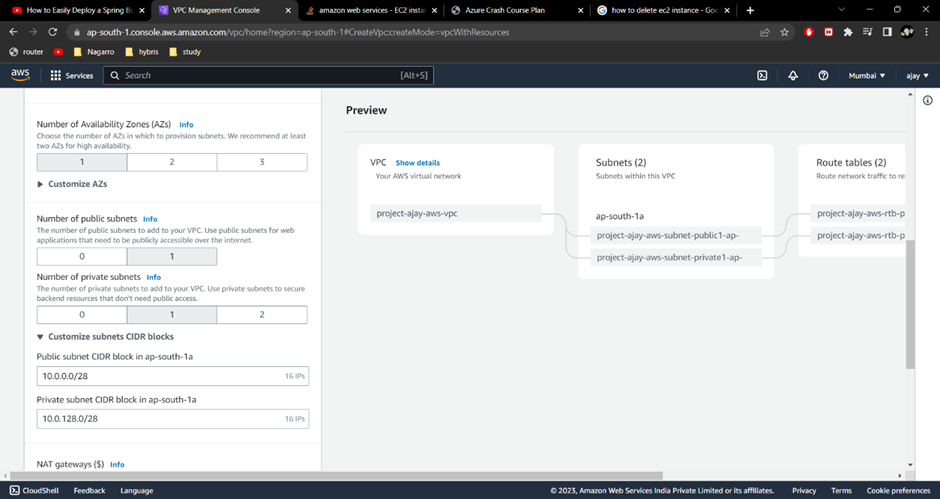 How to Easily Deploy a Spring Bo
VPC Management Console
amazon web services - EC2 instan
Azure Crash Course Plan
how to delete ec2 instance - Goo
ap-south-1.console.aws.amazon.com/vpc/home?region=ap-south-1#CreateVpc:createMode=vpcWithResources
router
Nagarro
hybris
study
aws
Services
Search
[Alt+S]
Mumbai
ajay
Number of Availability Zones (AZs) Info
Choose the number of AZs in which to provision subnets. We recommend at least
two AZs for high availability.
1 2 3
Customize AZs
Number of public subnets Info
The number of public subnets to add to your VPC. Use public subnets for web
applications that need to be publicly accessible over the internet.
0 1
Number of private subnets Info
The number of private subnets to add to your VPC. Use private subnets to secure
backend resources that don't need public access.
0 1 2
Customize subnets CIDR blocks
Public subnet CIDR block in ap-south-1a
10.0.0.0/28 16 IPs
Private subnet CIDR block in ap-south-1a
10.0.128.0/28 16 IPs
NAT gateways ($) Info
Preview
VPC Show details
Your AWS virtual network
project-ajay-aws-vpc
Subnets (2)
Subnets within this VPC
ap-south-1a
project-ajay-aws-subnet-public1-ap-
project-ajay-aws-subnet-private1-ap-
Route tables (2)
Route network traffic to re
project-ajay-aws-rtb-p
project-ajay-aws-rtb-p
CloudShell
Feedback
Language
© 2023, Amazon Web Services India Private Limited or its affiliates.
Privacy
Terms
Cookie preferences